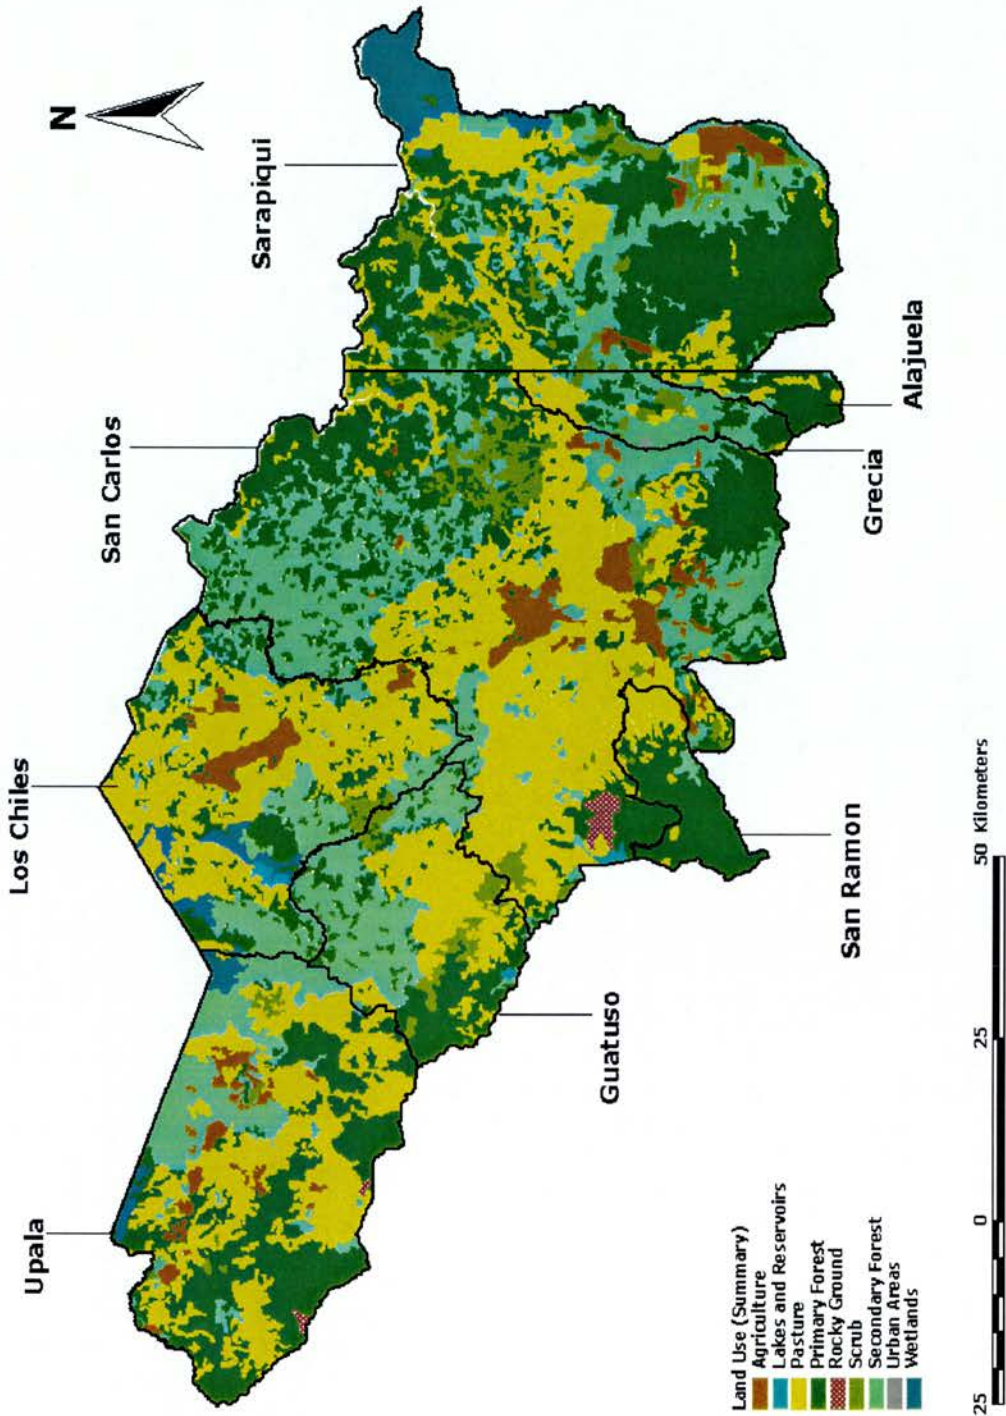 N
Upala
Los Chiles
San Carlos
Sarapiqui
Guatuso
San Ramon
Grecia
Alajuela
Land Use (Summary)
Agriculture
Lakes and Reservoirs
Pasture
Primary Forest
Rocky Ground
Scrub
Secondary Forest
Urban Areas
Wetlands
25 0 25 50 Kilometers